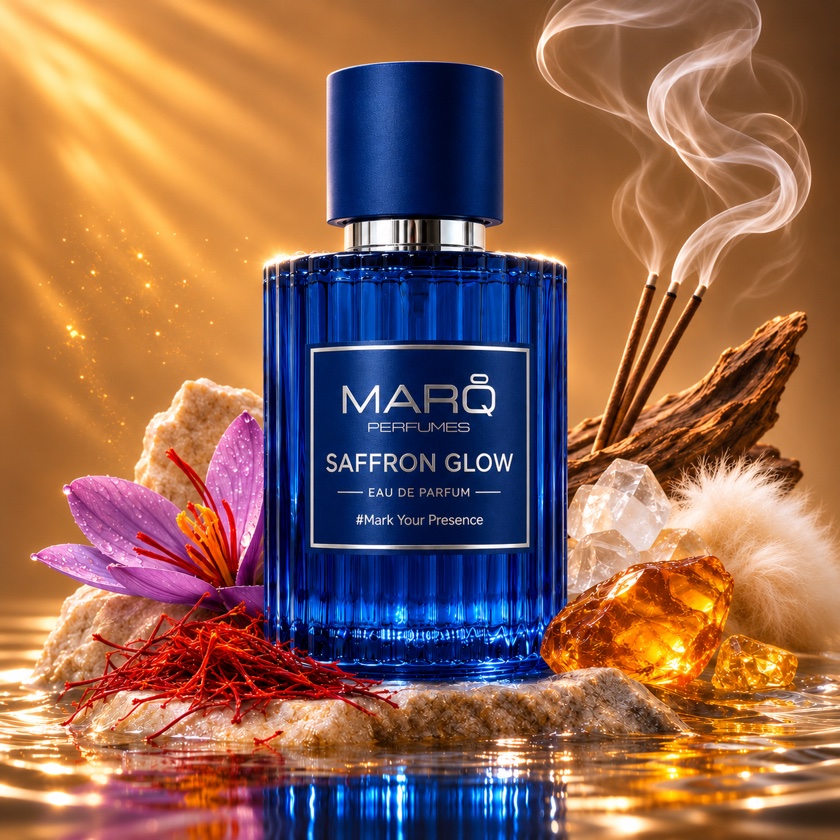 MARQ
PERFUMES
SAFFRON GLOW
EAU DE PARFUM
#Mark Your Presence